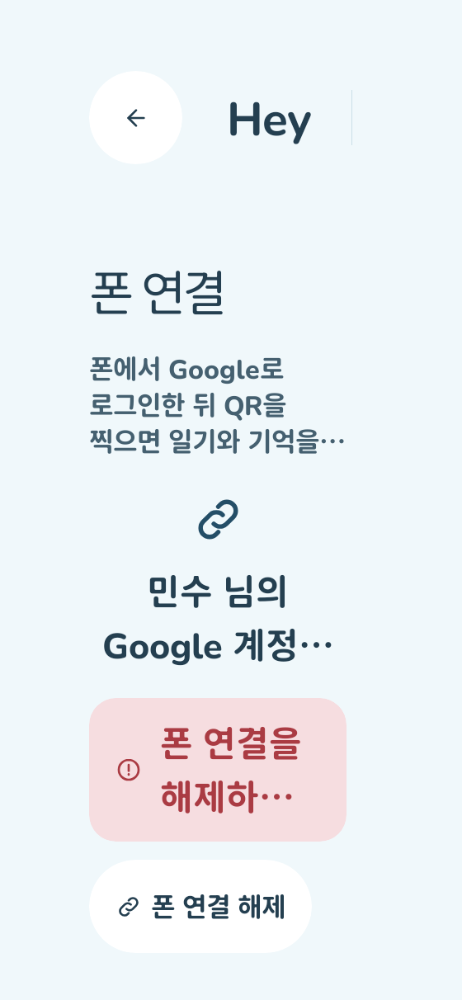 Hey
폰 연결
폰에서 Google로
로그인한 뒤 QR을
찍으면 일기와 기억을…
민수 님의
Google 계정…
폰 연결을
해제하…
폰 연결 해제